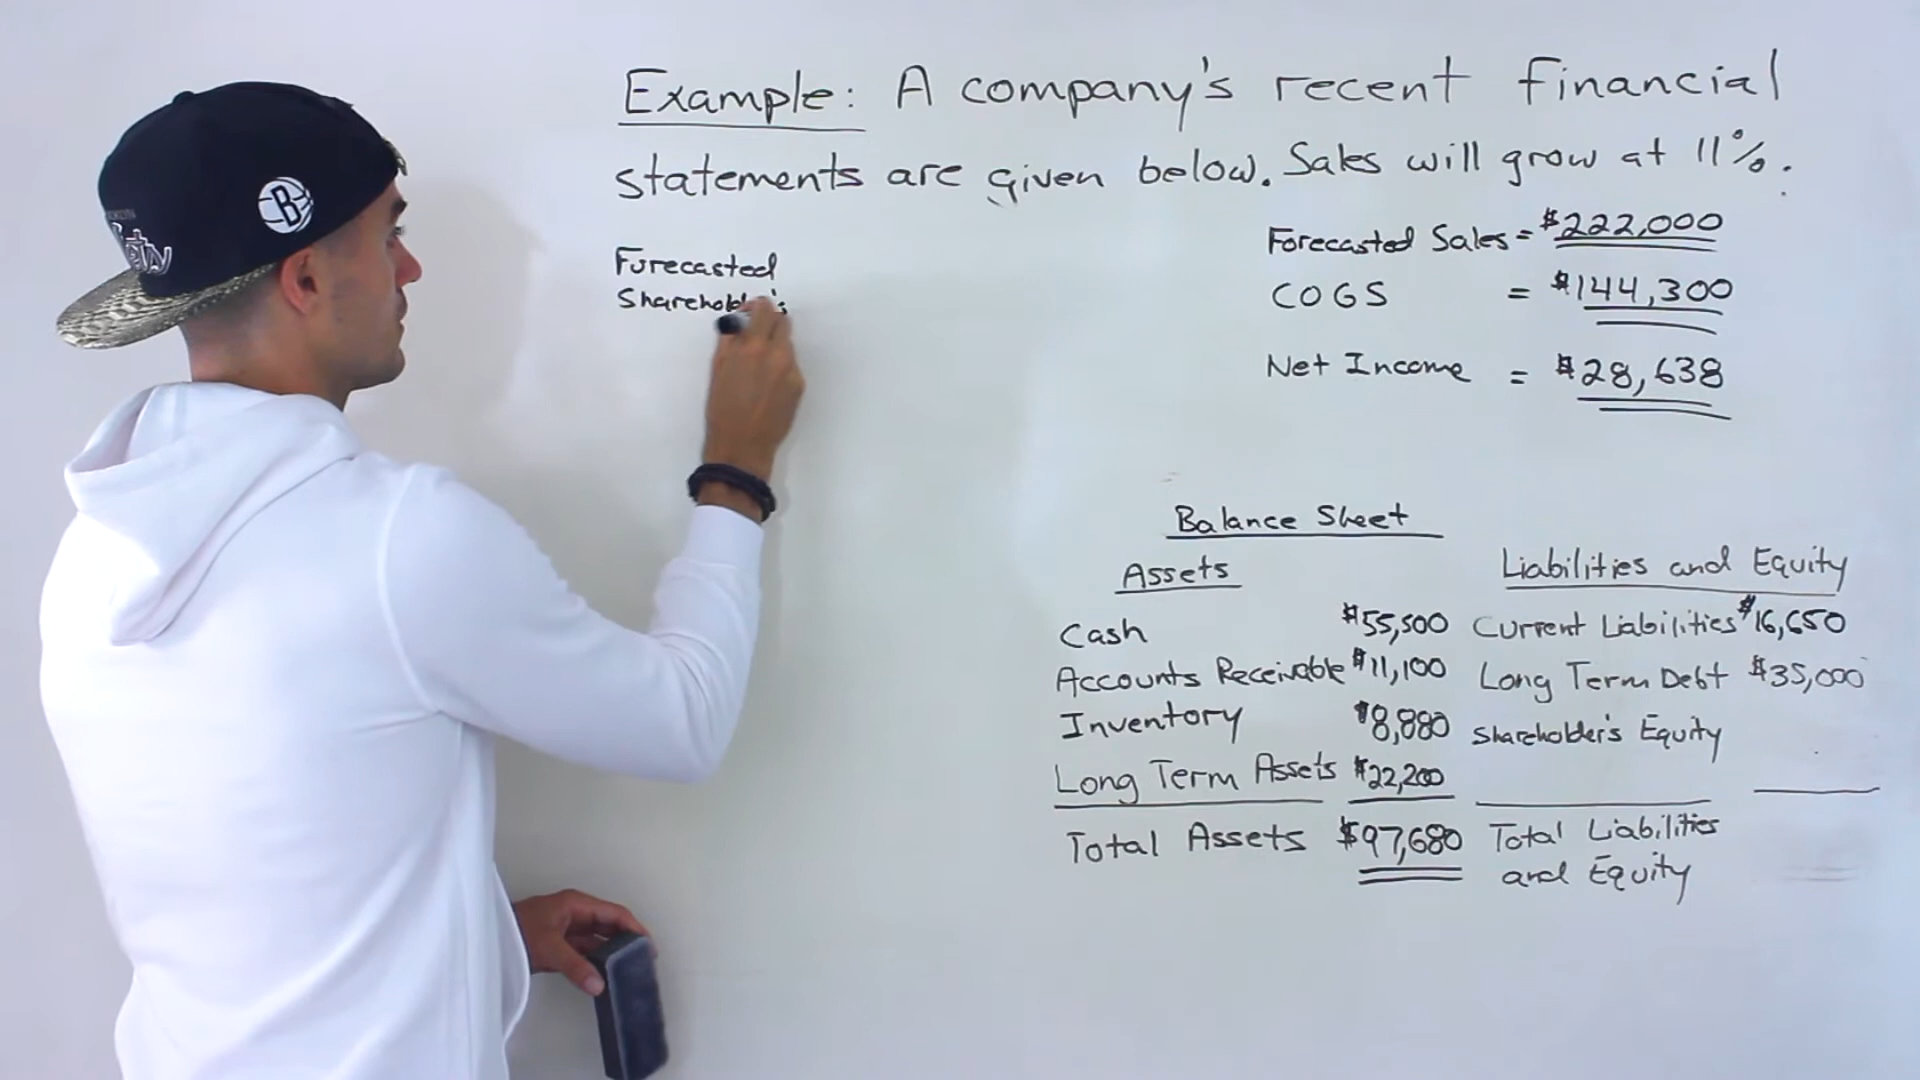 Example: A company's recent financial
statements are given below. Sales will grow at 11%.
Forecasted Sales = $222,000
COGS = $144,300
Net Income = $28,638
Furecasted
Shareholder's
Balance Sheet
Assets
Cash $55,500
Accounts Receivable $11,100
Inventory $8,880
Long Term Assets $22,200
Total Assets $97,680
Liabilities and Equity
Current Liabilities $16,650
Long Term Debt $35,000
Shareholder's Equity
Total Liabilities
and Equity
B